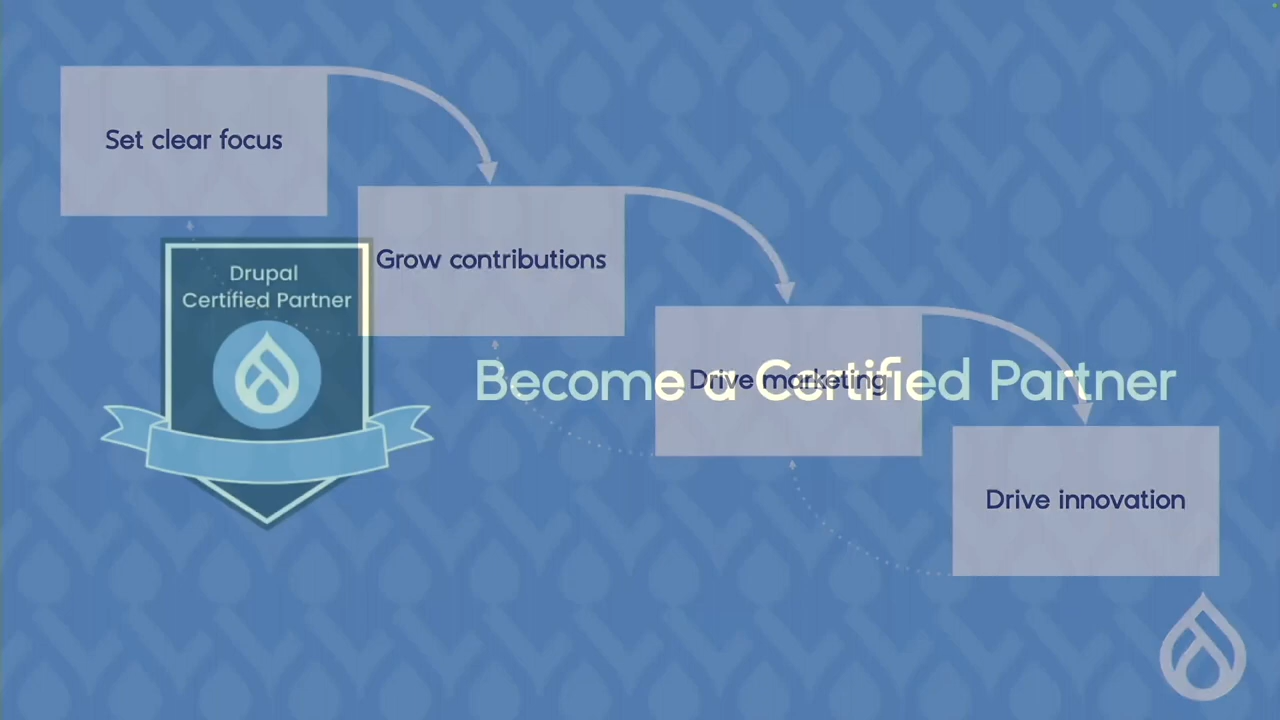 Set clear focus
Grow contributions
Drupal
Certified Partner
Become a Certified Partner
Drive marketing
Drive innovation